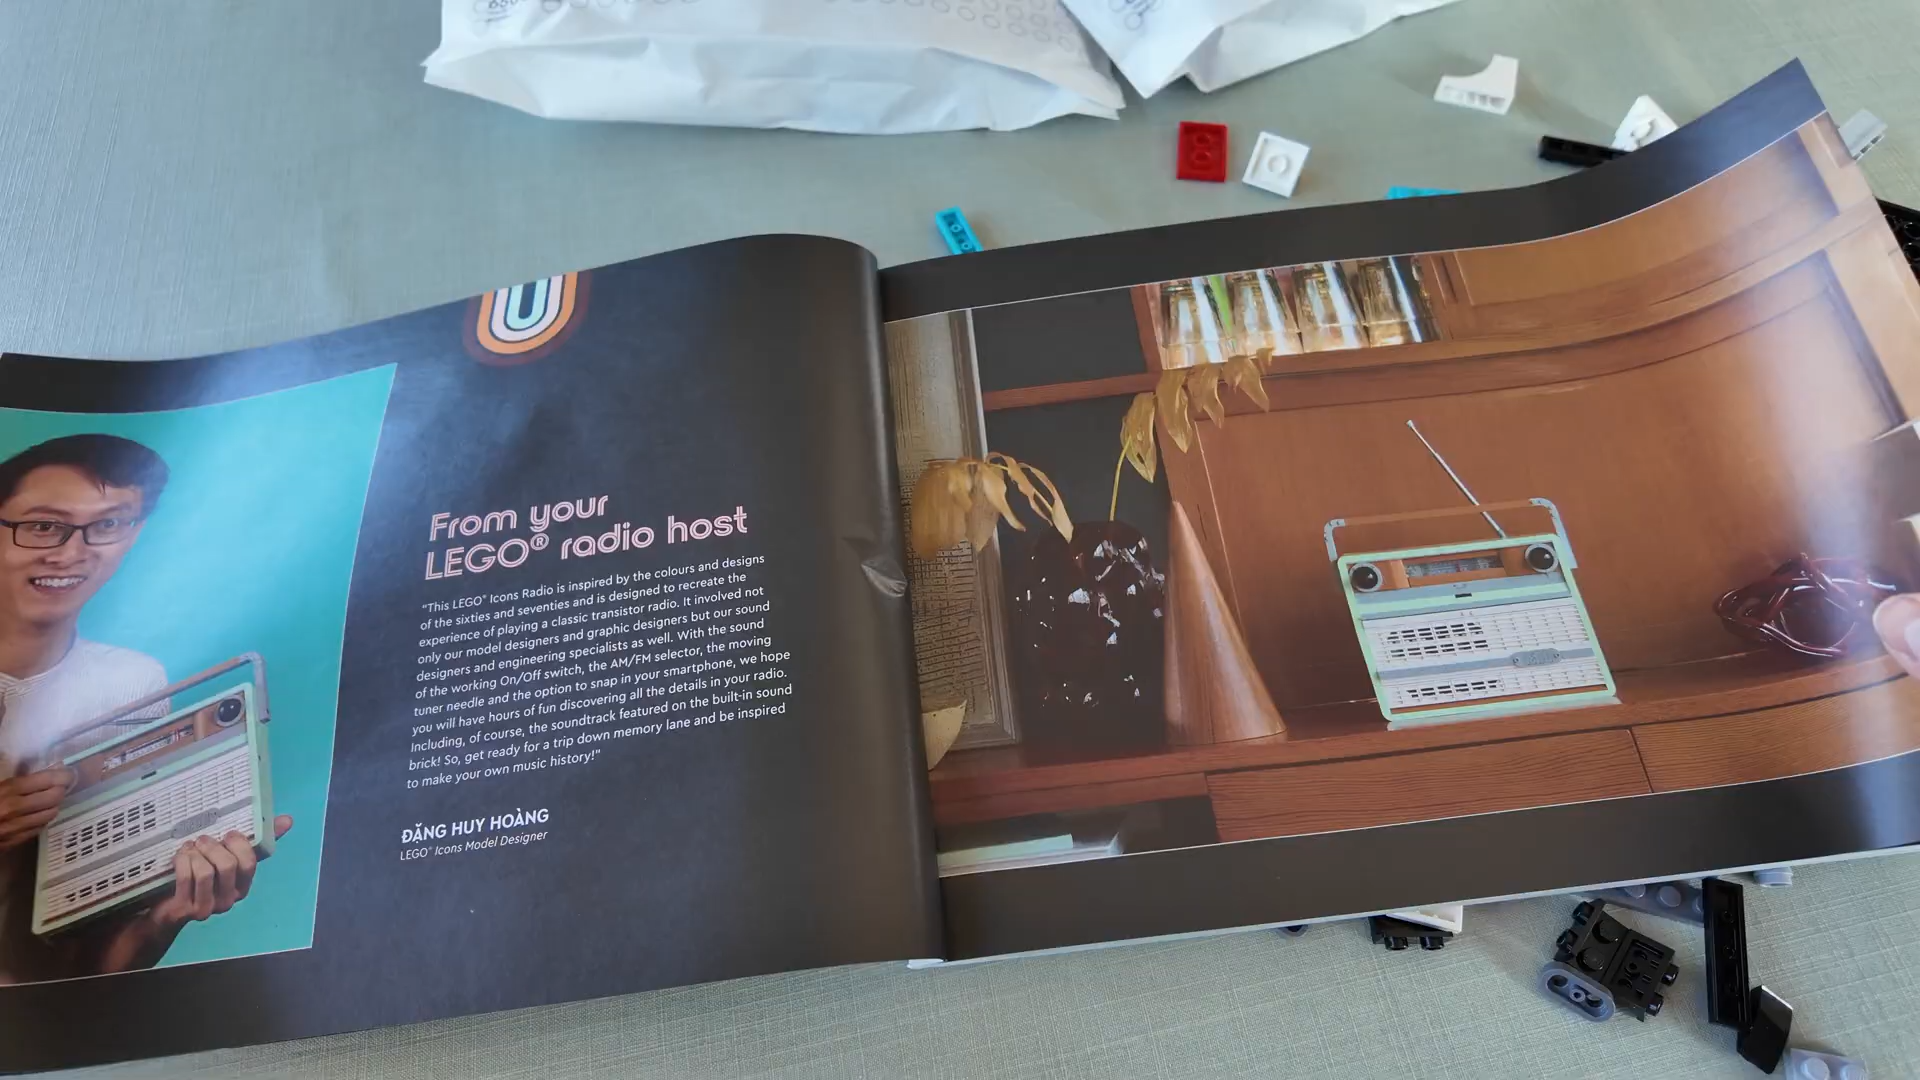 From your
LEGO® radio host
“This LEGO® Icons Radio is inspired by the colours and designs
of the sixties and seventies and is designed to recreate the
experience of playing a classic transistor radio. It involved not
only our model designers and graphic designers but our sound
designers and engineering specialists as well. With the sound
of the working On/Off switch, the AM/FM selector, the moving
tuner needle and the option to snap in your smartphone, we hope
you will have hours of fun discovering all the details in your radio.
Including, of course, the soundtrack featured on the built-in sound
brick! So, get ready for a trip down memory lane and be inspired
to make your own music history!”
ĐẶNG HUY HOÀNG
LEGO® Icons Model Designer